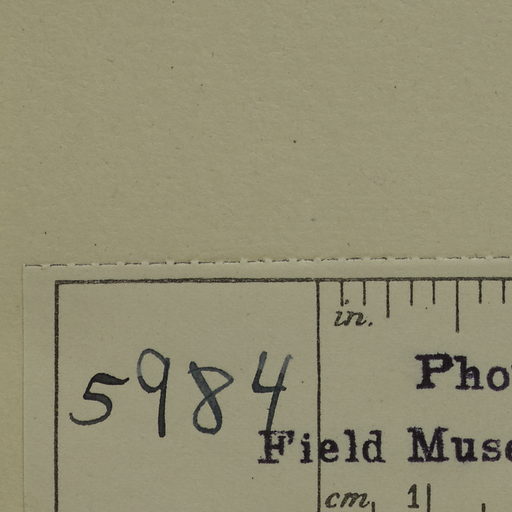 in.
5984
Pho
Field Muse
cm. 1